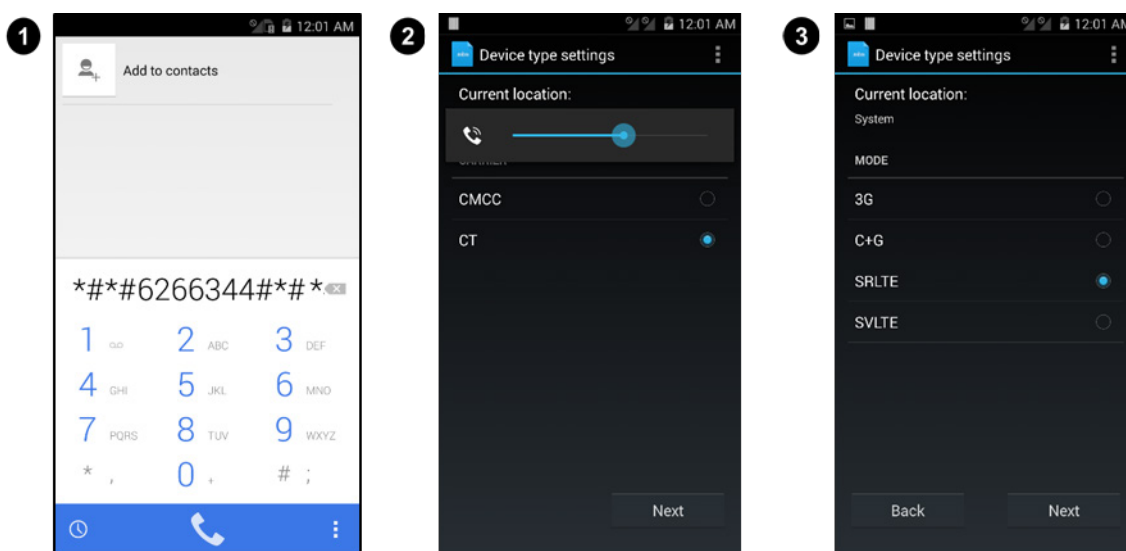 1
12:01 AM
Add to contacts
*#*#6266344#*#*
1
2 ABC
3 DEF
4 GHI
5 JKL
6 MNO
7 PQRS
8 TUV
9 WXYZ
* ,
0 +
# ;
2
12:01 AM
Device type settings
Current location:
CARRIER
CMCC
CT
Next
3
12:01 AM
Device type settings
Current location:
System
MODE
3G
C+G
SRLTE
SVLTE
Back Next